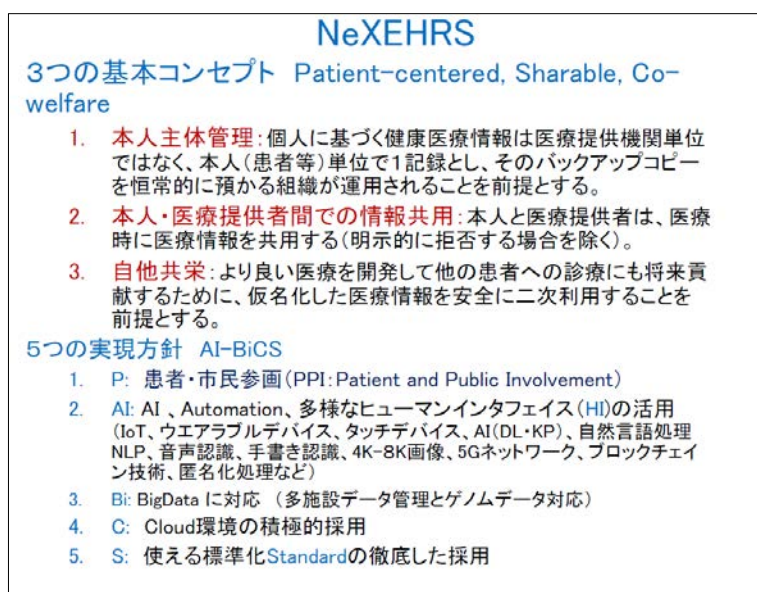 NeXEHRS
3つの基本コンセプト Patient-centered, Sharable, Co-
welfare
1. 本人主体管理：個人に基づく健康医療情報は医療提供機関単位
ではなく、本人（患者等）単位で1記録とし、そのバックアップコピー
を恒常的に預かる組織が運用されることを前提とする。
2. 本人・医療提供者間での情報共用：本人と医療提供者は、医療
時に医療情報を共用する（明示的に拒否する場合を除く）。
3. 自他共栄：より良い医療を開発して他の患者への診療にも将来貢
献するために、仮名化した医療情報を安全に二次利用することを
前提とする。
5つの実現方針 AI-BiCS
1. P: 患者・市民参画（PPI：Patient and Public Involvement）
2. AI: AI 、Automation、多様なヒューマンインタフェイス（HI）の活用
（IoT、ウエアラブルデバイス、タッチデバイス、AI（DL・KP）、自然言語処理
NLP、音声認識、手書き認識、4K-8K画像、5Gネットワーク、ブロックチェイ
ン技術、匿名化処理など）
3. Bi: BigData に対応 （多施設データ管理とゲノムデータ対応）
4. C: Cloud環境の積極的採用
5. S: 使える標準化Standardの徹底した採用